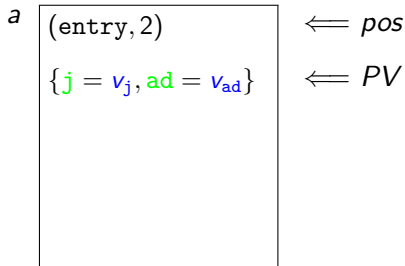 a (entry, 2) ⇐ pos
{j = v_j, ad = v_ad} ⇐ PV